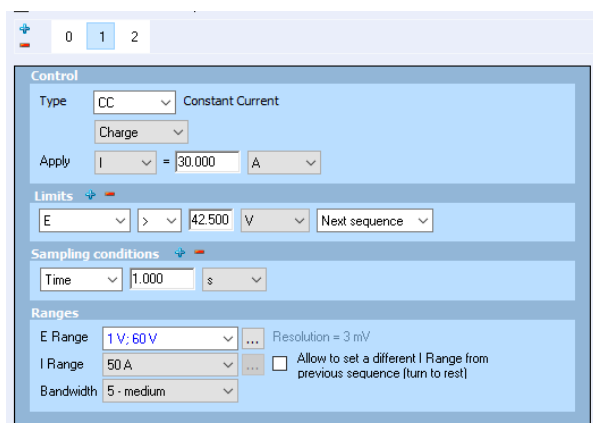 0 1 2
Control
Type CC Constant Current
Charge
Apply I = 30.000 A
Limits
E > 42.500 V Next sequence
Sampling conditions
Time 1.000 s
Ranges
E Range 1 V; 60 V ... Resolution = 3 mV
I Range 50 A ... Allow to set a different I Range from
previous sequence (turn to rest)
Bandwidth 5 - medium